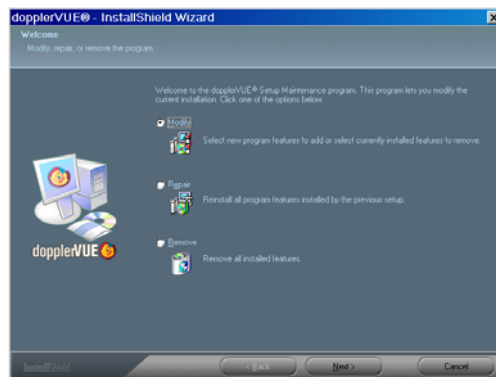 dopplerVUE® - InstallShield Wizard
Welcome
Modify, repair, or remove the program.
Welcome to the dopplerVUE® Setup Maintenance program. This program lets you modify the
current installation. Click one of the options below.
Modify
Select new program features to add or select currently installed features to remove.
Repair
Reinstall all program features installed by the previous setup.
Remove
Remove all installed features.
dopplerVUE
InstallShield
< Back
Next >
Cancel